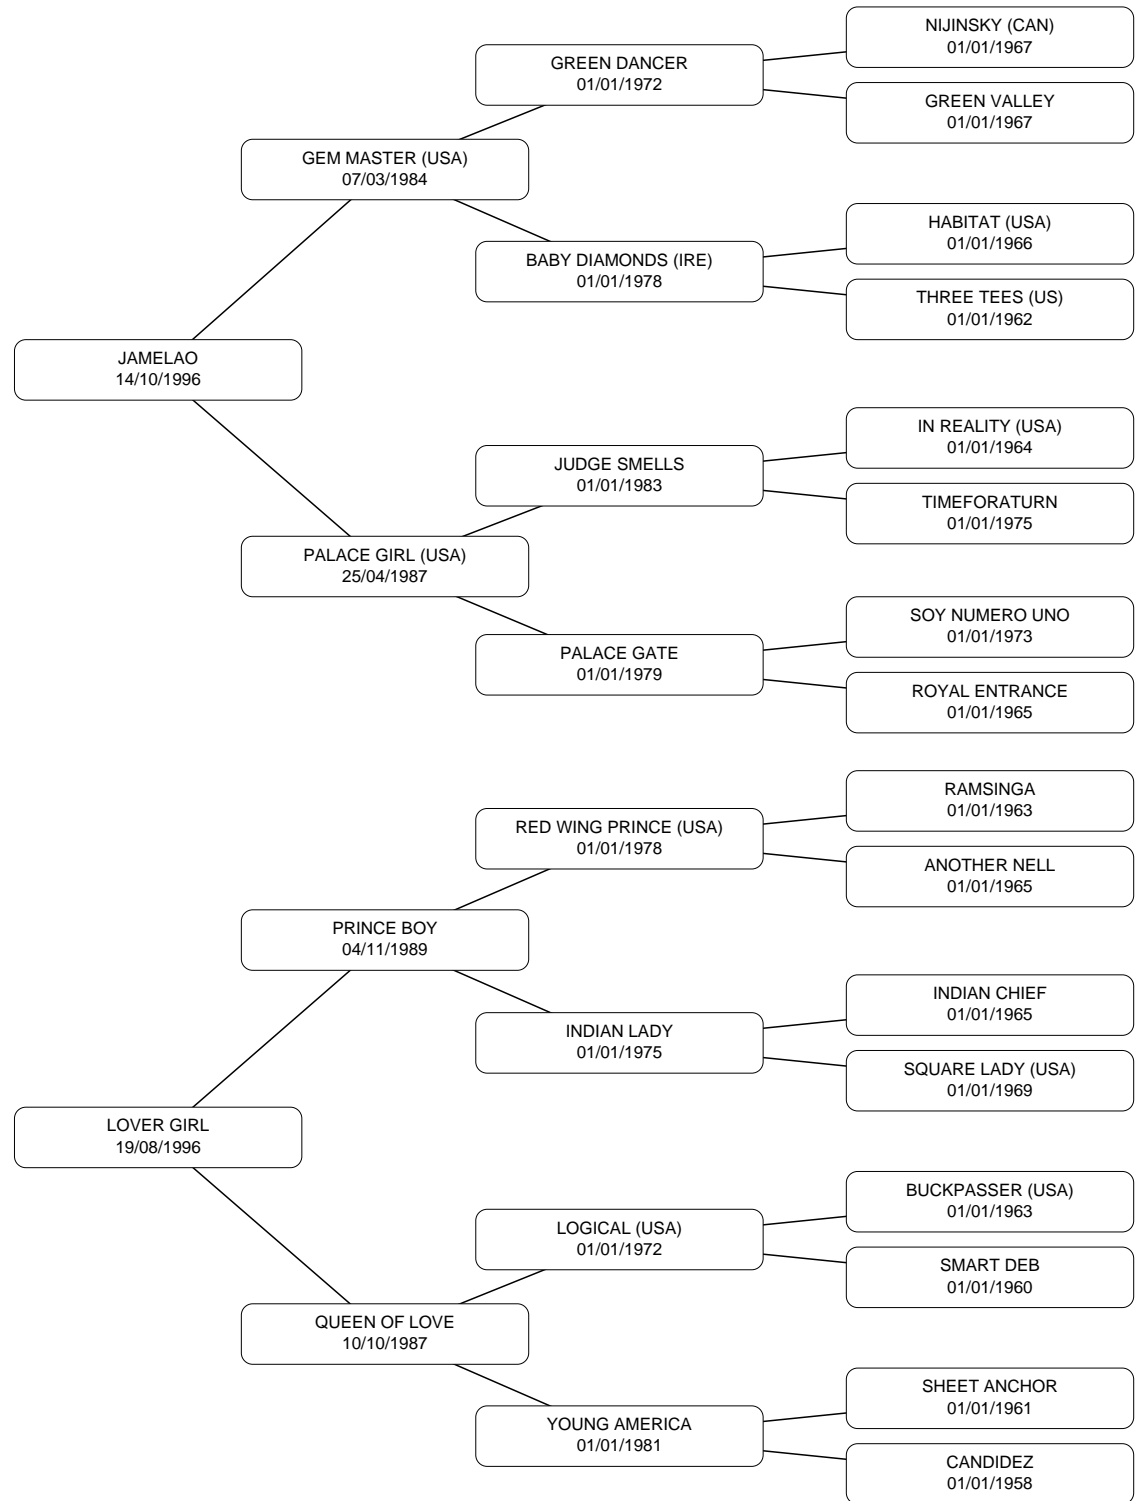 NIJINSKY (CAN)
01/01/1967
GREEN DANCER
01/01/1972
GREEN VALLEY
01/01/1967
GEM MASTER (USA)
07/03/1984
HABITAT (USA)
01/01/1966
BABY DIAMONDS (IRE)
01/01/1978
THREE TEES (US)
01/01/1962
JAMELAO
14/10/1996
IN REALITY (USA)
01/01/1964
JUDGE SMELLS
01/01/1983
TIMEFORATURN
01/01/1975
PALACE GIRL (USA)
25/04/1987
SOY NUMERO UNO
01/01/1973
PALACE GATE
01/01/1979
ROYAL ENTRANCE
01/01/1965
RAMSINGA
01/01/1963
RED WING PRINCE (USA)
01/01/1978
ANOTHER NELL
01/01/1965
PRINCE BOY
04/11/1989
INDIAN CHIEF
01/01/1965
INDIAN LADY
01/01/1975
SQUARE LADY (USA)
01/01/1969
LOVER GIRL
19/08/1996
BUCKPASSER (USA)
01/01/1963
LOGICAL (USA)
01/01/1972
SMART DEB
01/01/1960
QUEEN OF LOVE
10/10/1987
SHEET ANCHOR
01/01/1961
YOUNG AMERICA
01/01/1981
CANDIDEZ
01/01/1958